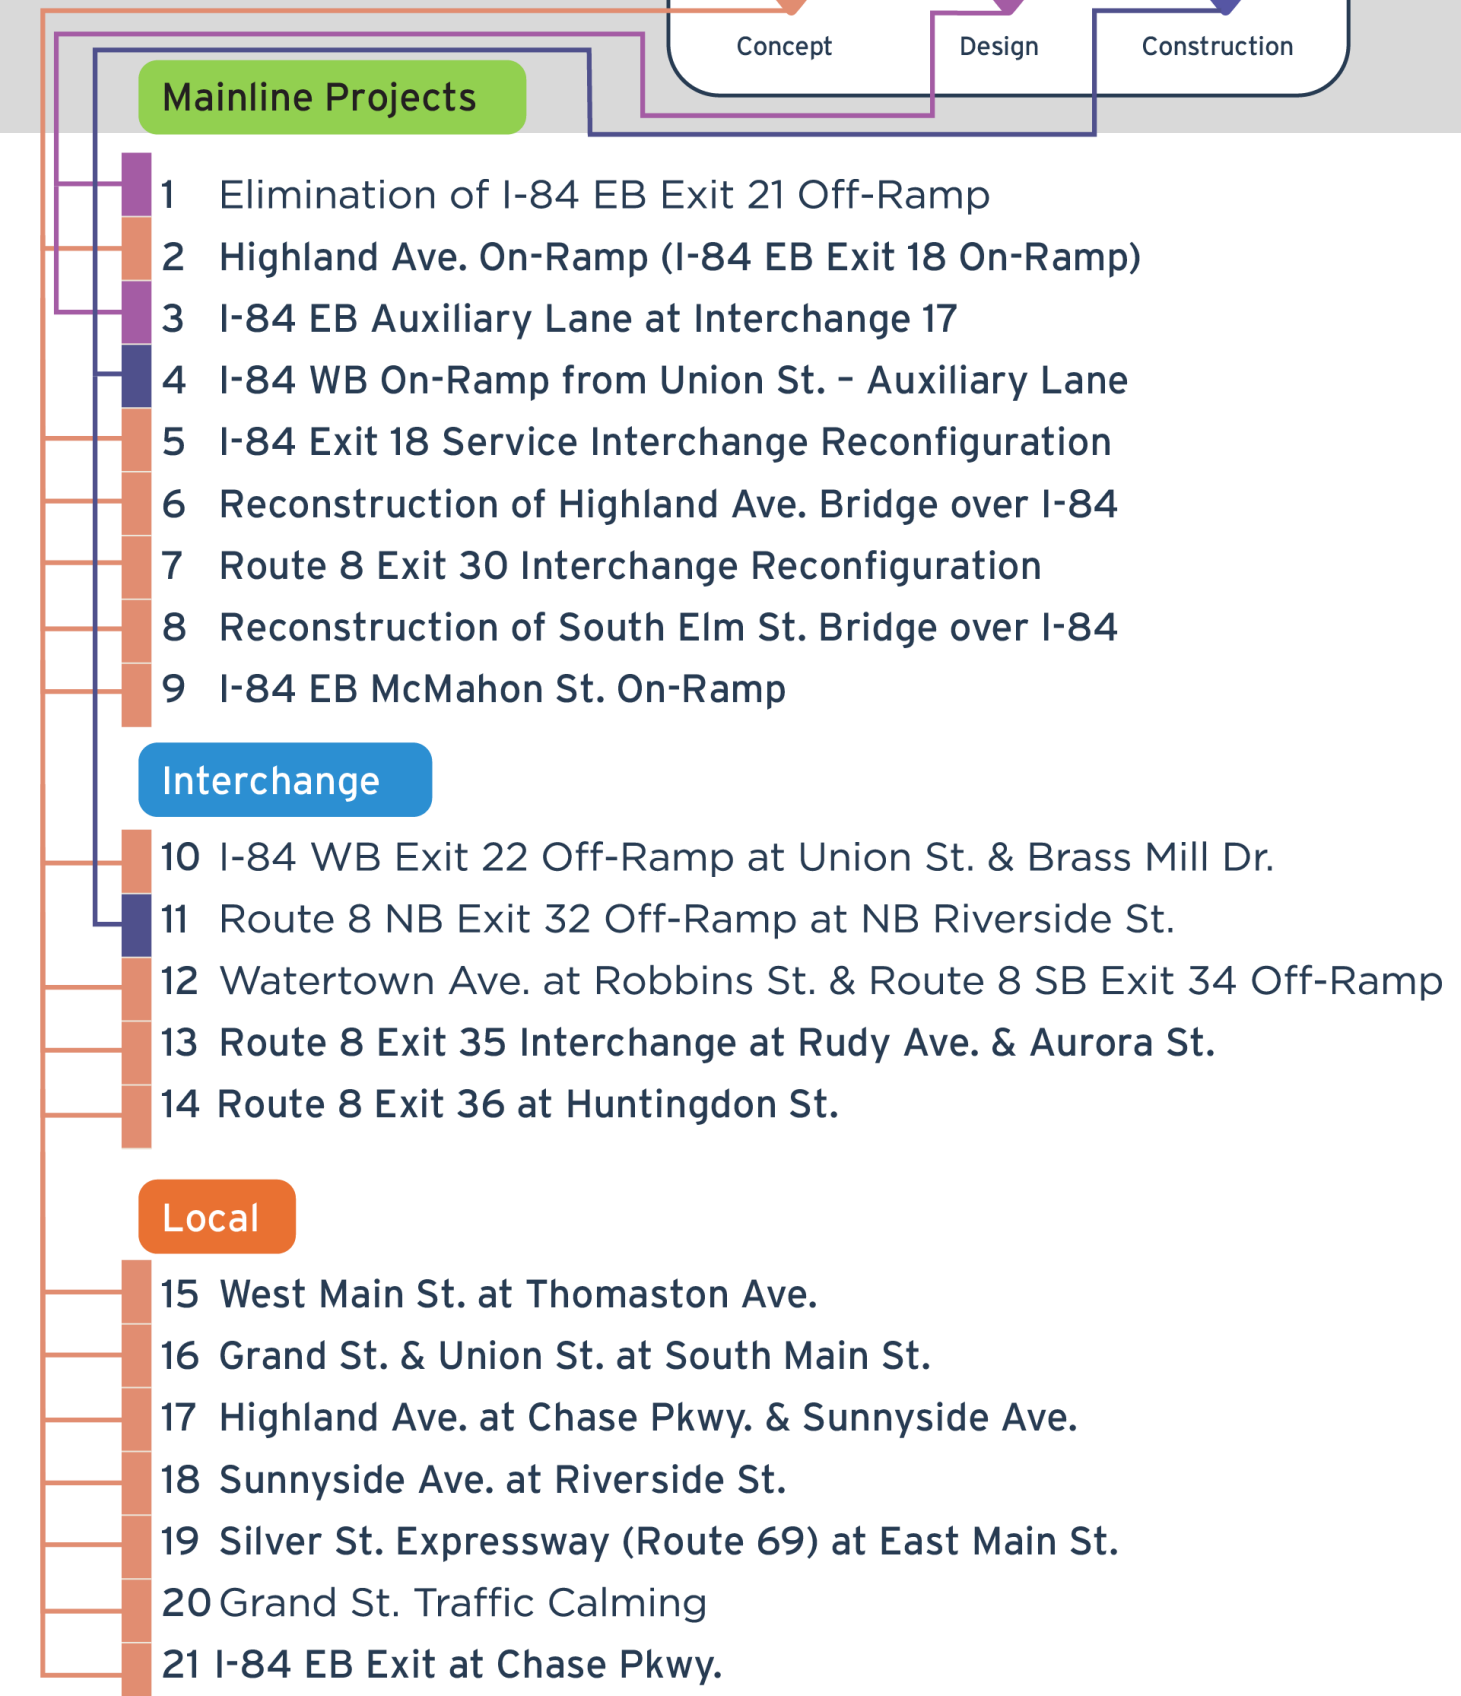 Concept Design Construction
Mainline Projects
1 Elimination of I-84 EB Exit 21 Off-Ramp
2 Highland Ave. On-Ramp (I-84 EB Exit 18 On-Ramp)
3 I-84 EB Auxiliary Lane at Interchange 17
4 I-84 WB On-Ramp from Union St. – Auxiliary Lane
5 I-84 Exit 18 Service Interchange Reconfiguration
6 Reconstruction of Highland Ave. Bridge over I-84
7 Route 8 Exit 30 Interchange Reconfiguration
8 Reconstruction of South Elm St. Bridge over I-84
9 I-84 EB McMahon St. On-Ramp
Interchange
10 I-84 WB Exit 22 Off-Ramp at Union St. & Brass Mill Dr.
11 Route 8 NB Exit 32 Off-Ramp at NB Riverside St.
12 Watertown Ave. at Robbins St. & Route 8 SB Exit 34 Off-Ramp
13 Route 8 Exit 35 Interchange at Rudy Ave. & Aurora St.
14 Route 8 Exit 36 at Huntingdon St.
Local
15 West Main St. at Thomaston Ave.
16 Grand St. & Union St. at South Main St.
17 Highland Ave. at Chase Pkwy. & Sunnyside Ave.
18 Sunnyside Ave. at Riverside St.
19 Silver St. Expressway (Route 69) at East Main St.
20 Grand St. Traffic Calming
21 I-84 EB Exit at Chase Pkwy.